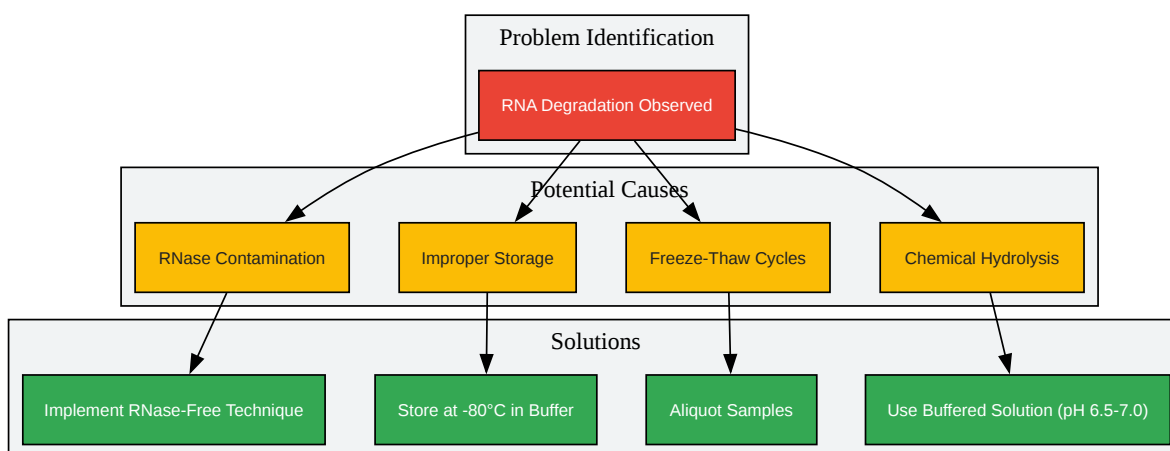 Problem Identification
RNA Degradation Observed
Potential Causes
RNase Contamination
Improper Storage
Freeze-Thaw Cycles
Chemical Hydrolysis
Solutions
Implement RNase-Free Technique
Store at -80°C in Buffer
Aliquot Samples
Use Buffered Solution (pH 6.5-7.0)